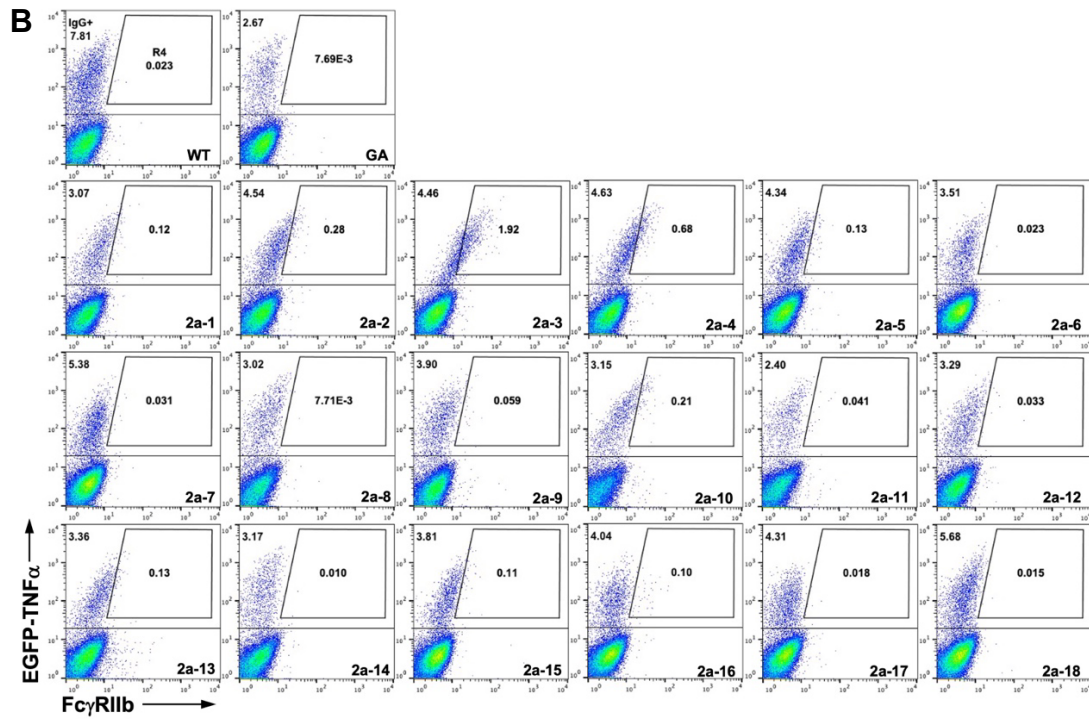 B
IgG+
7.81
R4
0.023
WT
2.67
7.69E-3
GA
3.07
0.12
2a-1
4.54
0.28
2a-2
4.46
1.92
2a-3
4.63
0.68
2a-4
4.34
0.13
2a-5
3.51
0.023
2a-6
5.38
0.031
2a-7
3.02
7.71E-3
2a-8
3.90
0.059
2a-9
3.15
0.21
2a-10
2.40
0.041
2a-11
3.29
0.033
2a-12
3.36
0.13
2a-13
3.17
0.010
2a-14
3.81
0.11
2a-15
4.04
0.10
2a-16
4.31
0.018
2a-17
5.68
0.015
2a-18
EGFP-TNFα
FcγRIIb